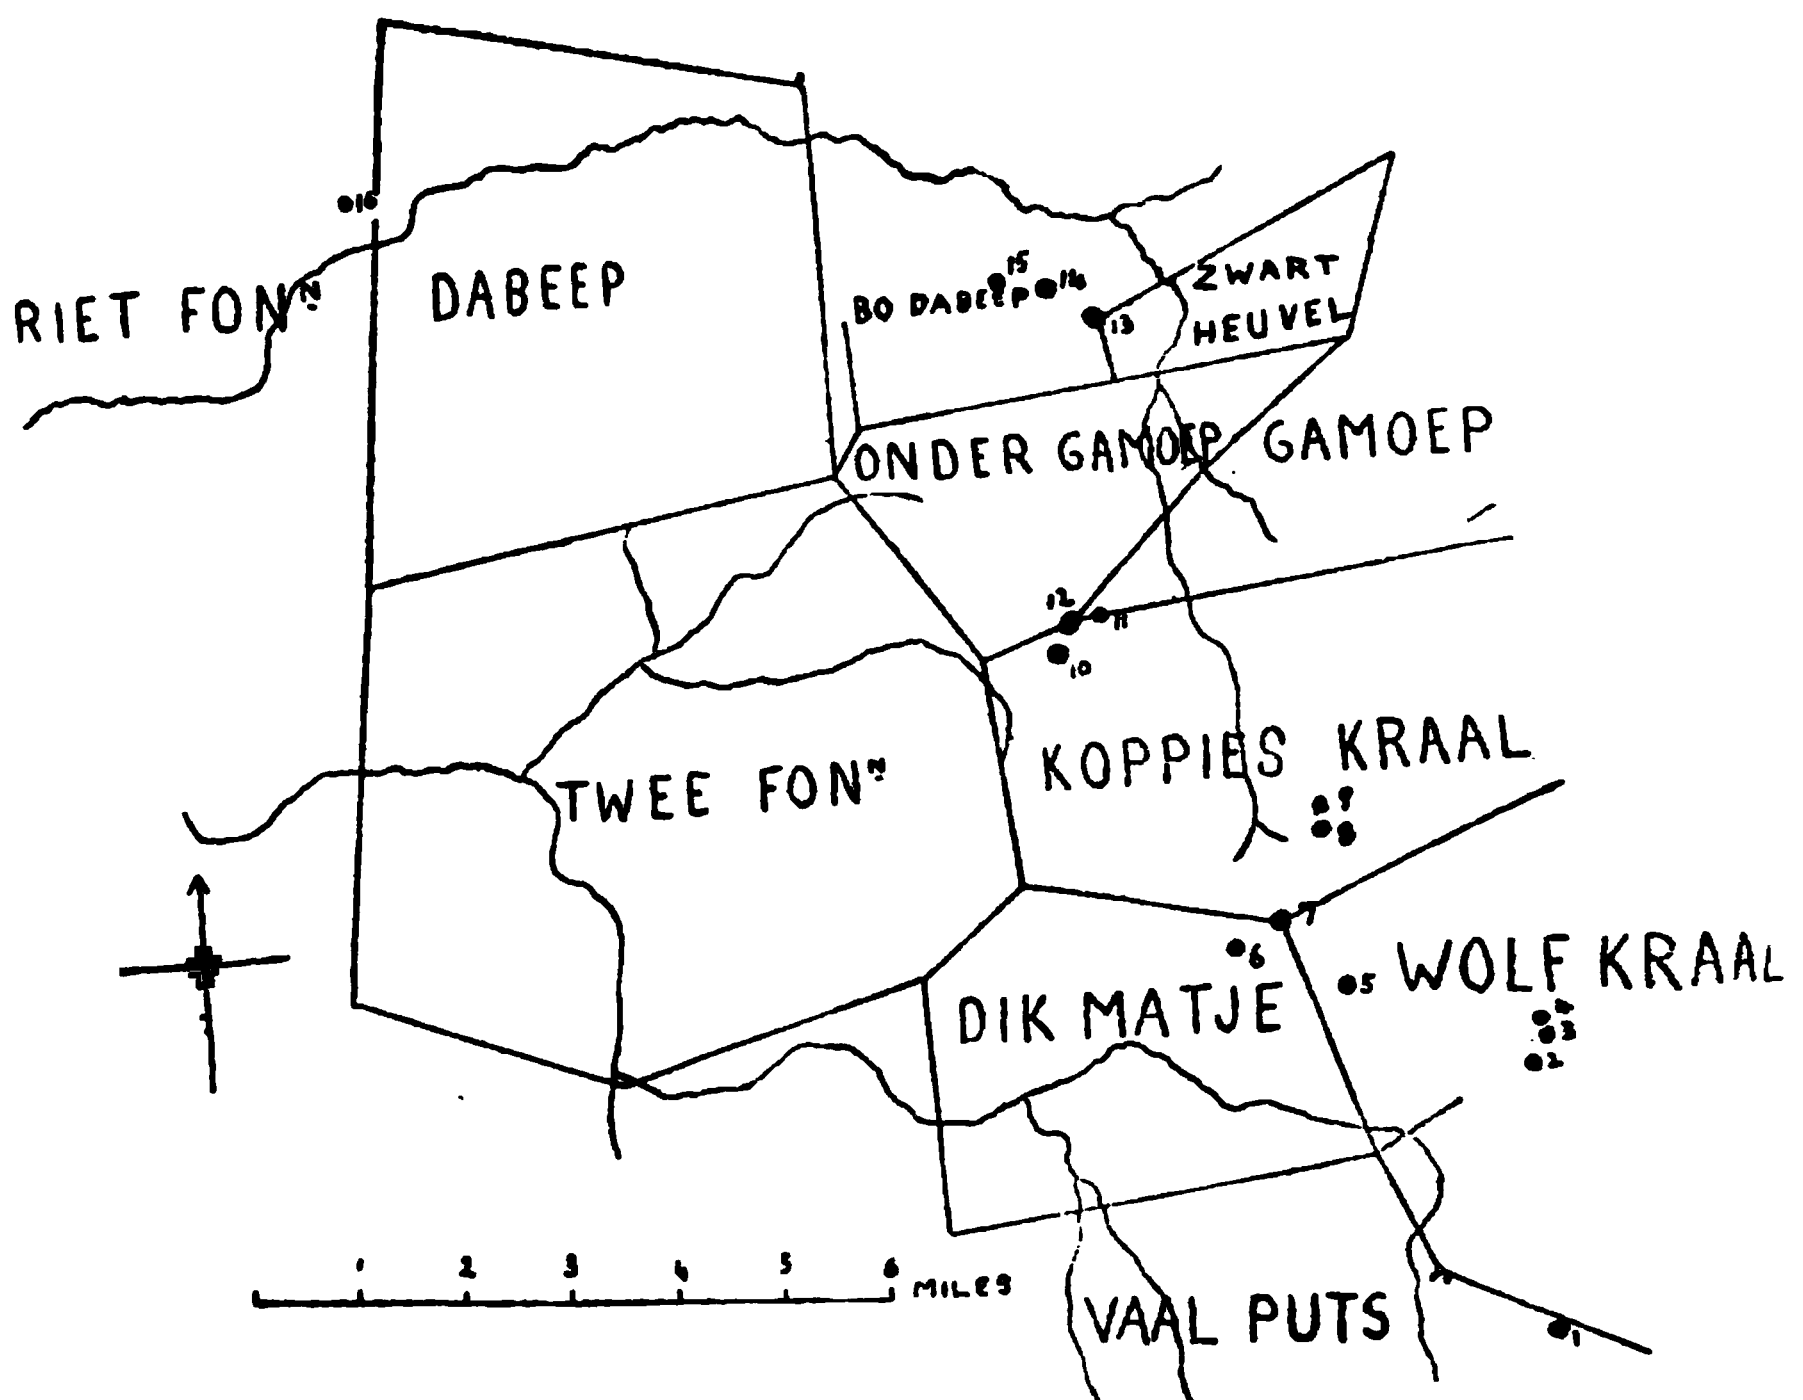 16
RIET FONN
DABEEP
BO DABEEP
15
14
13
ZWART
HEUVEL
ONDER GAMOEP
GAMOEP
12
11
10
TWEE FONN
KOPPIES KRAAL
9
8
7
6
5
WOLF KRAAL
DIK MATJE
4
3
2
1 2 3 4 5 6 MILES
VAAL PUTS
1